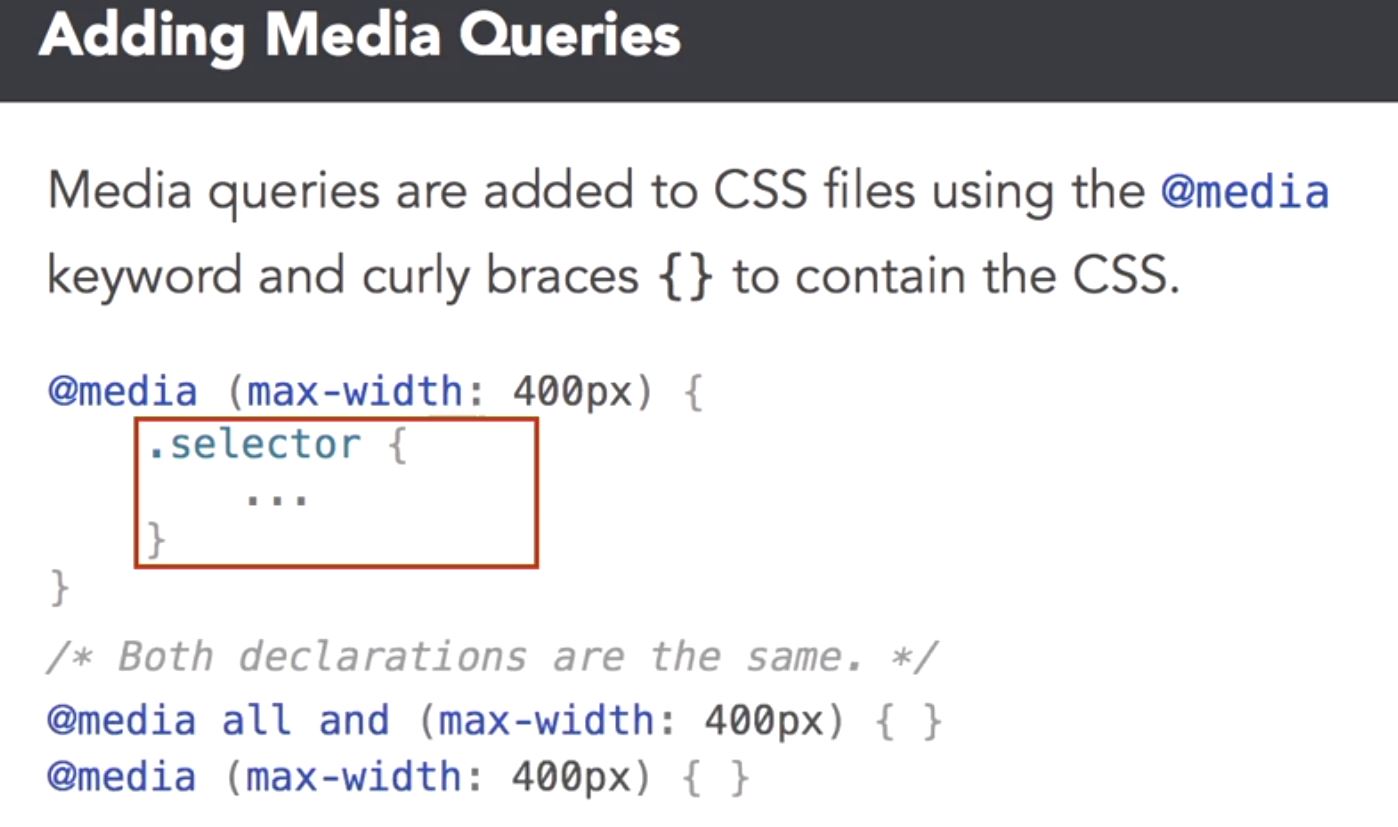 Adding Media Queries
Media queries are added to CSS files using the @media
keyword and curly braces {} to contain the CSS.
@media (max-width: 400px) {
.selector {
...
}
}
/* Both declarations are the same. */
@media all and (max-width: 400px) { }
@media (max-width: 400px) { }